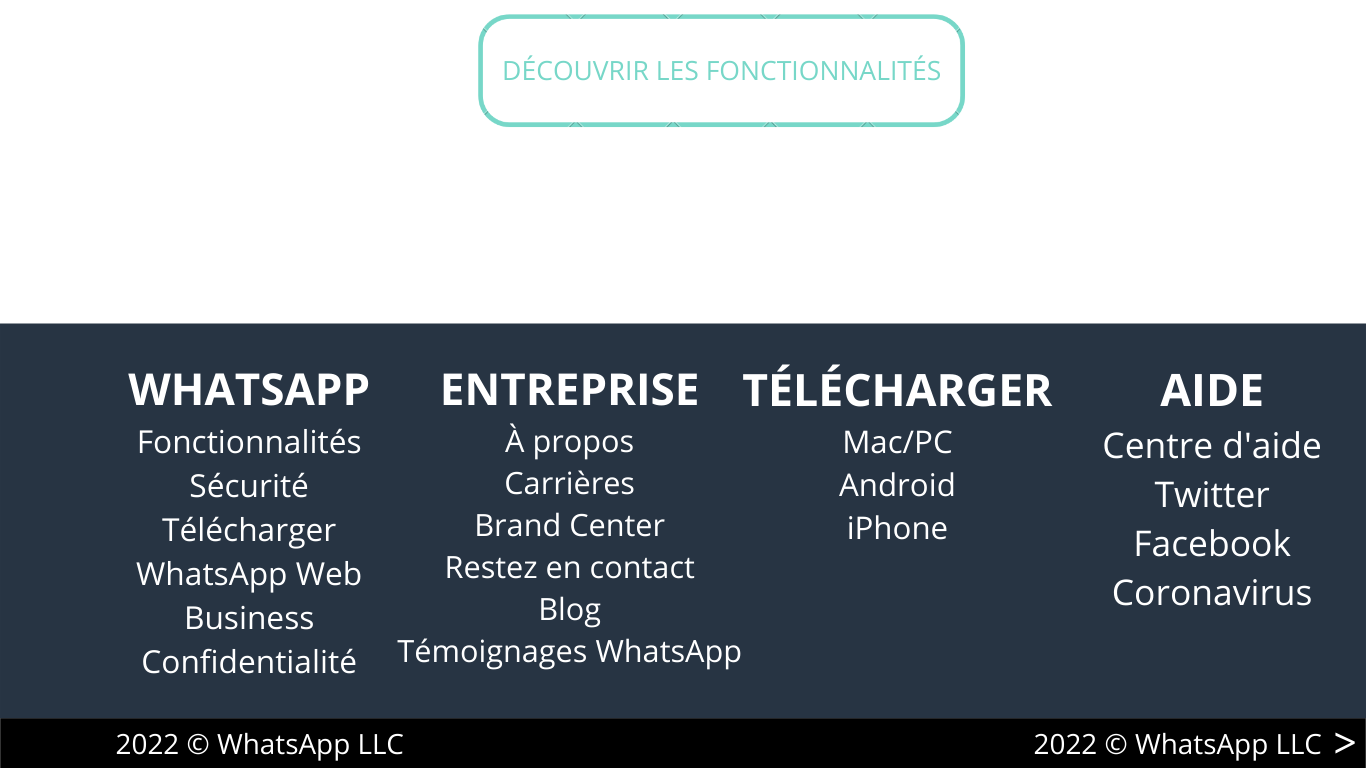 DÉCOUVRIR LES FONCTIONNALITÉS
WHATSAPP
Fonctionnalités
Sécurité
Télécharger
WhatsApp Web
Business
Confidentialité
ENTREPRISE
À propos
Carrières
Brand Center
Restez en contact
Blog
Témoignages WhatsApp
TÉLÉCHARGER
Mac/PC
Android
iPhone
AIDE
Centre d'aide
Twitter
Facebook
Coronavirus
2022 © WhatsApp LLC
2022 © WhatsApp LLC >